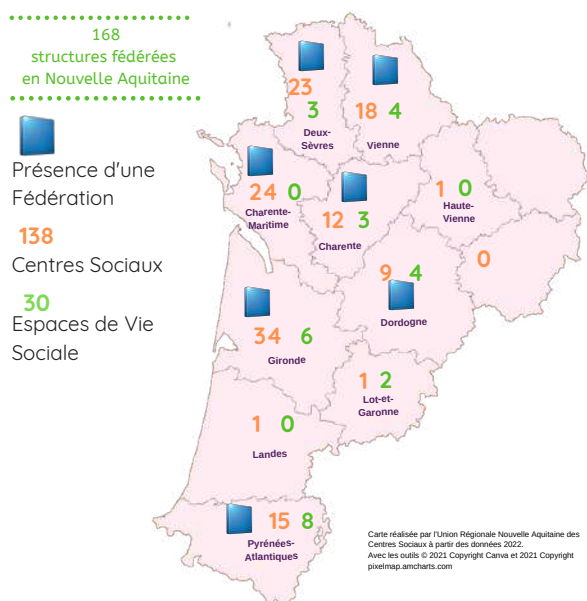 168
structures fédérées
en Nouvelle Aquitaine
Présence d'une
Fédération
138
Centres Sociaux
30
Espaces de Vie
Sociale
23
3
Deux-
Sèvres
18 4
Vienne
24 0
Charente-
Maritime
12 3
Charente
1 0
Haute-
Vienne
9 4
Dordogne
0
34 6
Gironde
1 2
Lot-et-
Garonne
1 0
Landes
15 8
Pyrénées-
Atlantiques
Carte réalisée par l'Union Régionale Nouvelle Aquitaine des
Centres Sociaux à partir des données 2022.
Avec les outils © 2021 Copyright Canva et 2021 Copyright
pixelmap.amcharts.com